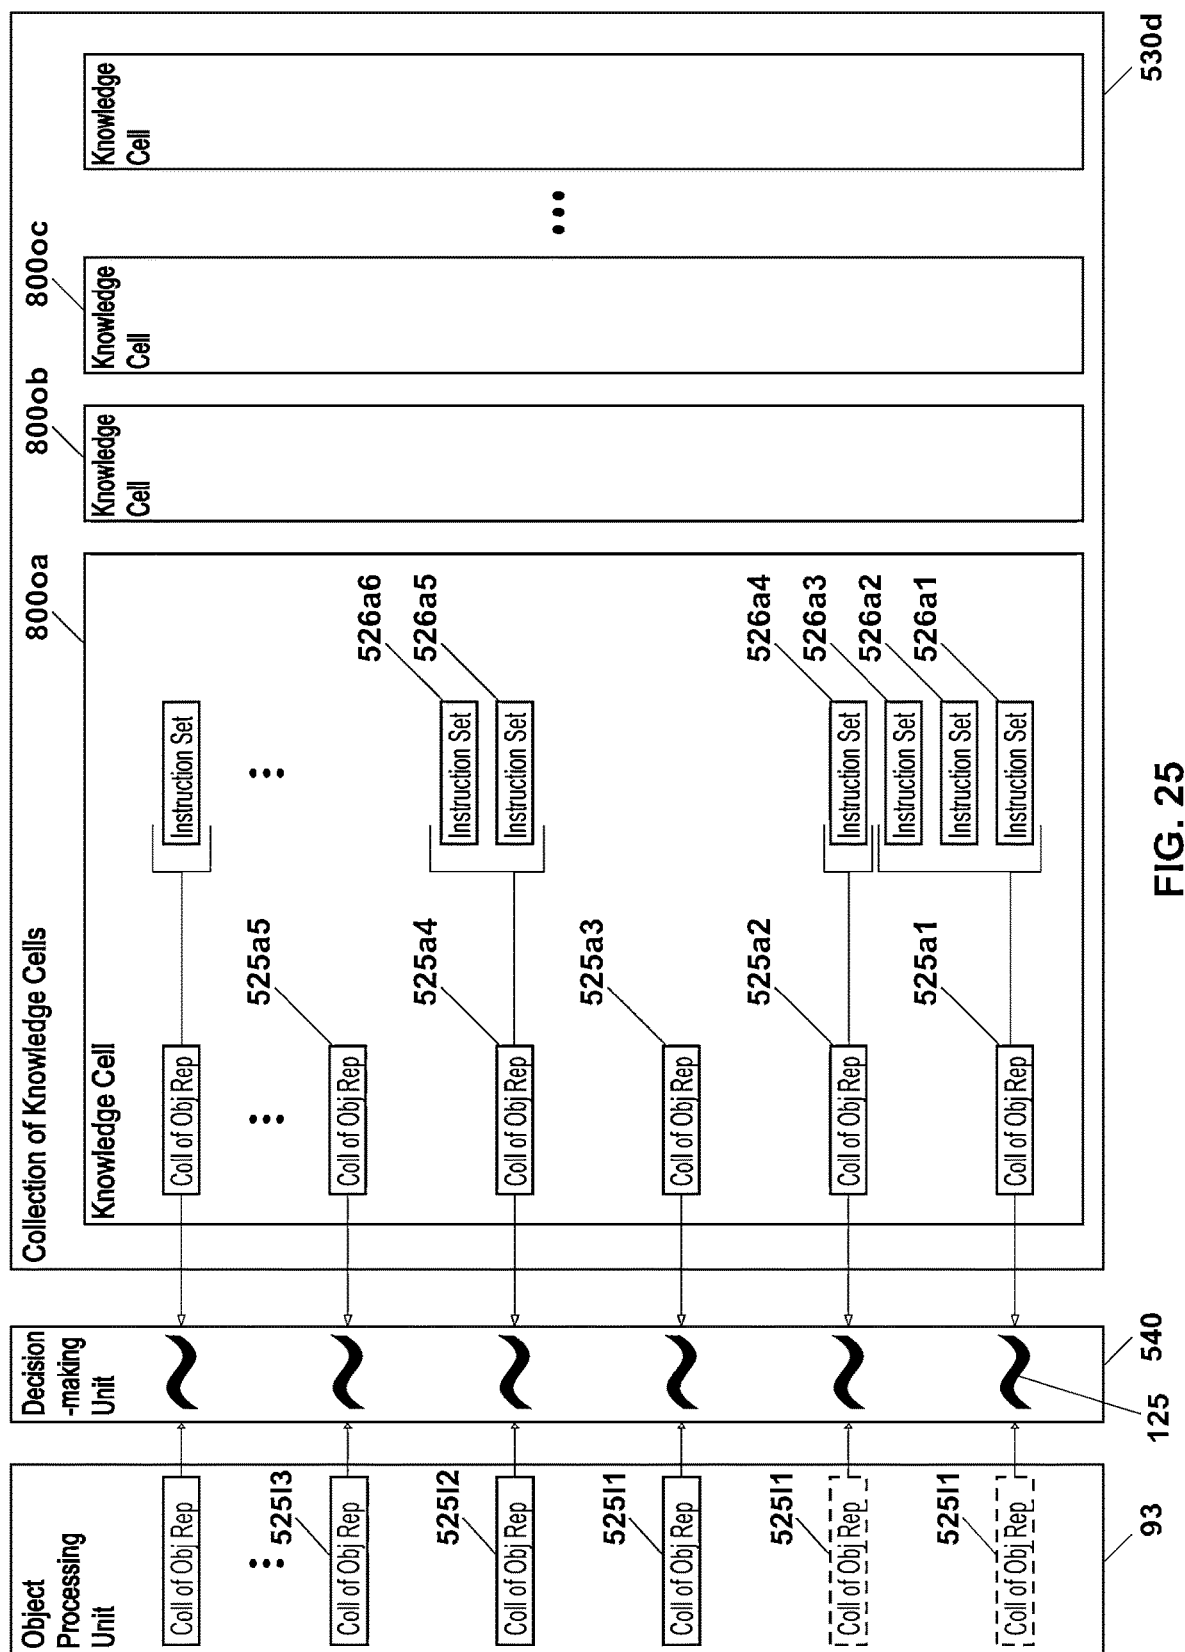 Object
Processing
Unit
Coll of Obj Rep
525l3
Coll of Obj Rep
525l2
Coll of Obj Rep
525l1
Coll of Obj Rep
525l1
Coll of Obj Rep
525l1
Coll of Obj Rep
93
Decision
-making
Unit
540
125
Collection of Knowledge Cells
530d
Knowledge Cell
800oa
Coll of Obj Rep
Instruction Set
525a5
Coll of Obj Rep
525a4
Coll of Obj Rep
526a6
Instruction Set
526a5
Instruction Set
525a3
Coll of Obj Rep
525a2
Coll of Obj Rep
526a4
Instruction Set
526a3
Instruction Set
526a2
Instruction Set
526a1
Instruction Set
525a1
Coll of Obj Rep
800ob
Knowledge
Cell
800oc
Knowledge
Cell
Knowledge
Cell
FIG. 25